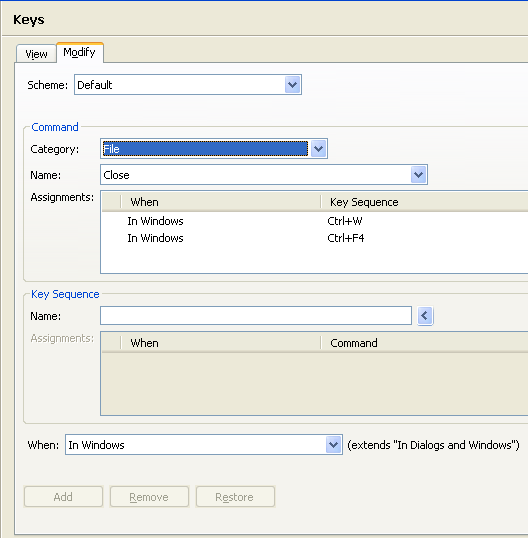 Keys
View Modify
Scheme: Default
Command
Category: File
Name: Close
Assignments: When Key Sequence
In Windows Ctrl+W
In Windows Ctrl+F4
Key Sequence
Name:
Assignments: When Command
When: In Windows (extends "In Dialogs and Windows")
Add Remove Restore